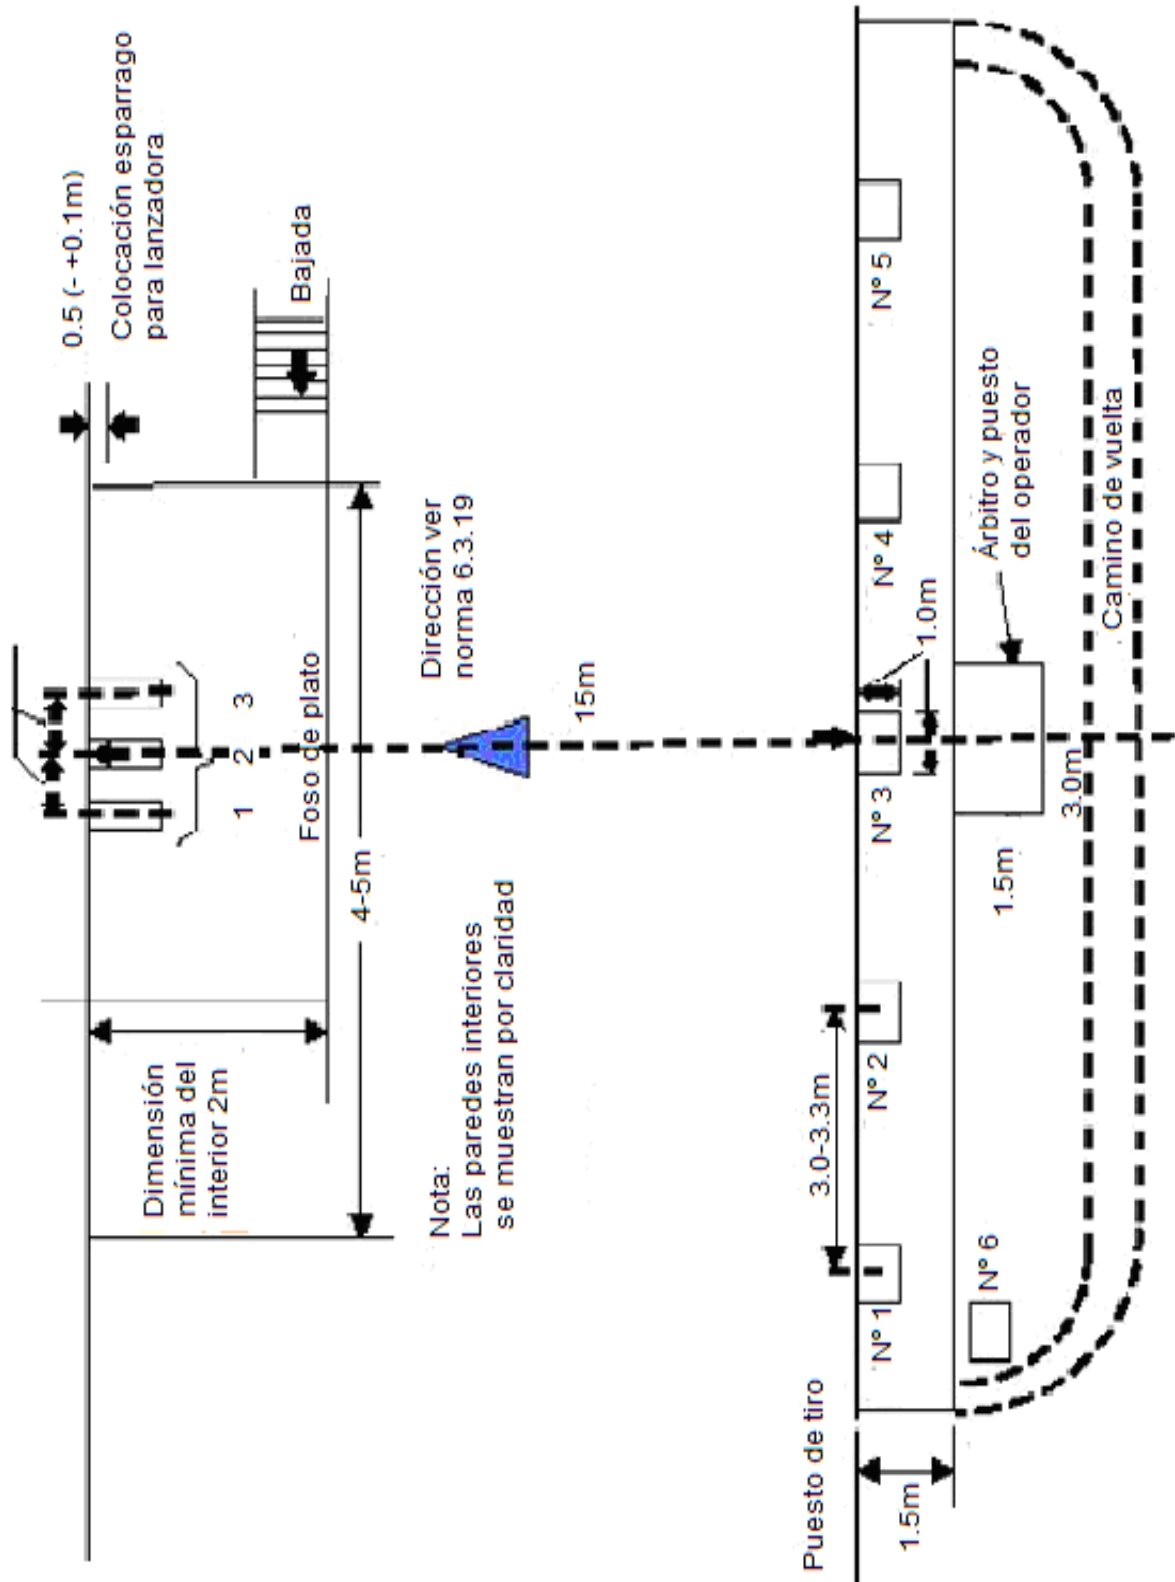 0.5 (- +0.1m)
Colocación esparrago
para lanzadora
Bajada
Dimensión
mínima del
interior 2m
1
2
3
Foso de plato
4-5m
Dirección ver
norma 6.3.19
Nota:
Las paredes interiores
se muestran por claridad
15m
Puesto de tiro
3.0-3.3m
1.0m
Nº 1
Nº 2
Nº 3
Nº 4
Nº 5
1.5m
Nº 6
1.5m
3.0m
Árbitro y puesto
del operador
Camino de vuelta